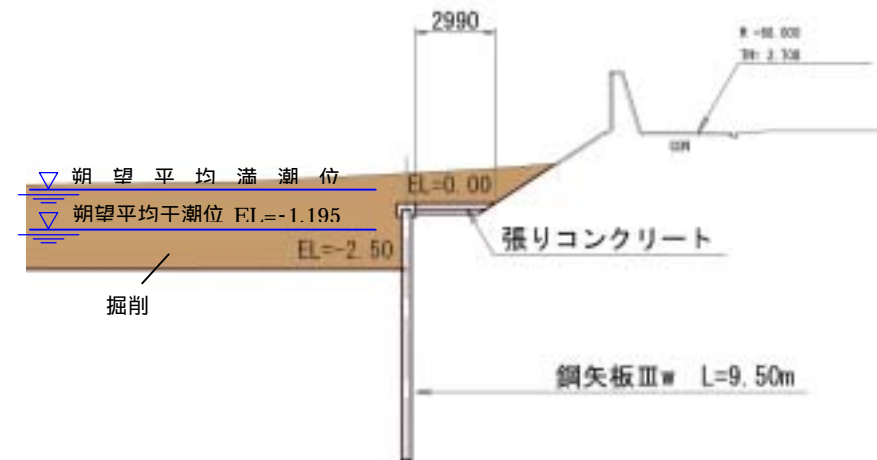 2990
朔望平均満潮位
EL=0.00
朔望平均干潮位 EL=-1.195
EL=-2.50
張りコンクリート
掘削
鋼矢板Ⅲw L=9.50m